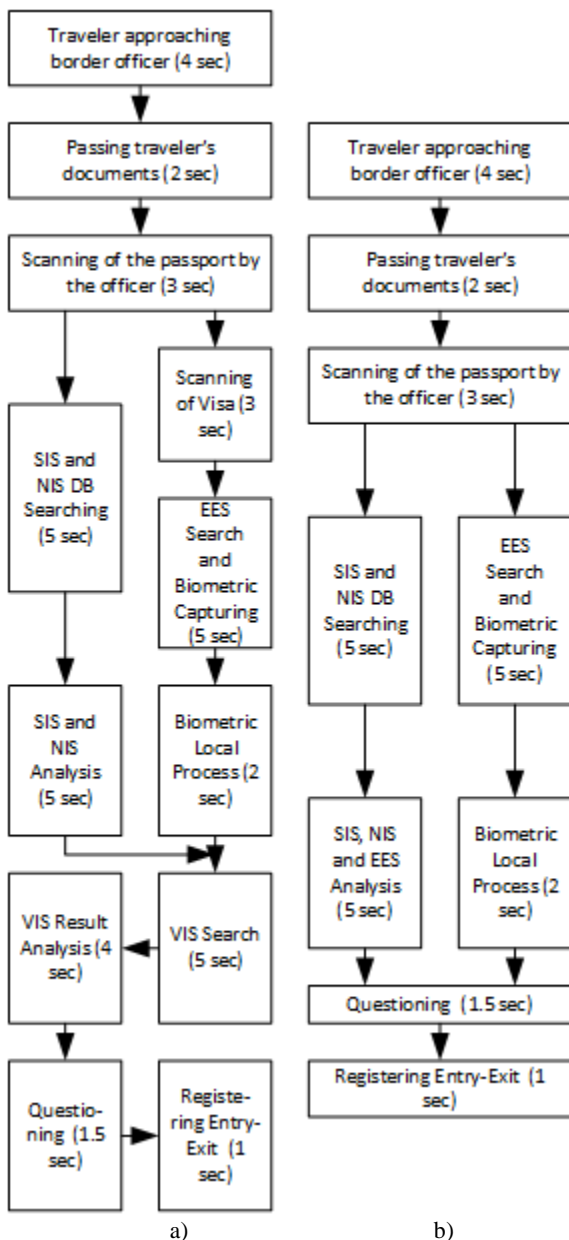 Traveler approaching
border officer (4 sec)
Passing traveler's
documents (2 sec)
Scanning of the passport by
the officer (3 sec)
Scanning
of Visa (3
sec)
SIS and
NIS DB
Searching
(5 sec)
EES
Search
and
Biometric
Capturing
(5 sec)
SIS and
NIS
Analysis
(5 sec)
Biometric
Local
Process (2
sec)
VIS Result
Analysis (4
sec)
VIS Search
(5 sec)
Questio-
ning (1.5
sec)
Registe-
ring Entry-
Exit (1
sec)
a)
Traveler approaching
border officer (4 sec)
Passing traveler's
documents (2 sec)
Scanning of the passport by
the officer (3 sec)
SIS and
NIS DB
Searching
(5 sec)
EES
Search
and
Biometric
Capturing
(5 sec)
SIS, NIS
and EES
Analysis
(5 sec)
Biometric
Local
Process (2
sec)
Questioning (1.5 sec)
Registering Entry-Exit (1
sec)
b)